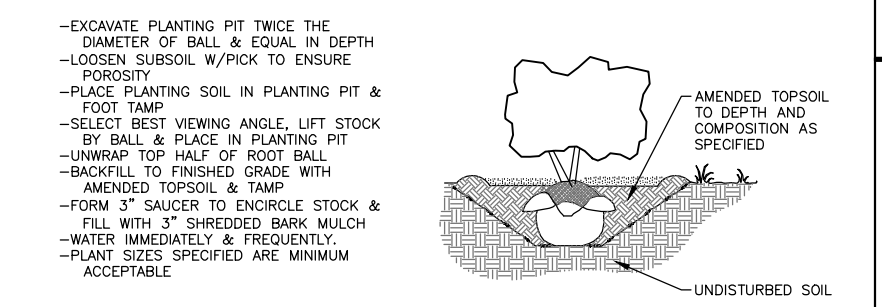 –EXCAVATE PLANTING PIT TWICE THE
DIAMETER OF BALL & EQUAL IN DEPTH
–LOOSEN SUBSOIL W/PICK TO ENSURE
POROSITY
–PLACE PLANTING SOIL IN PLANTING PIT &
FOOT TAMP
–SELECT BEST VIEWING ANGLE, LIFT STOCK
BY BALL & PLACE IN PLANTING PIT
–UNWRAP TOP HALF OF ROOT BALL
–BACKFILL TO FINISHED GRADE WITH
AMENDED TOPSOIL & TAMP
–FORM 3" SAUCER TO ENCIRCLE STOCK &
FILL WITH 3" SHREDDED BARK MULCH
–WATER IMMEDIATELY & FREQUENTLY.
–PLANT SIZES SPECIFIED ARE MINIMUM
ACCEPTABLE
AMENDED TOPSOIL
TO DEPTH AND
COMPOSITION AS
SPECIFIED
UNDISTURBED SOIL